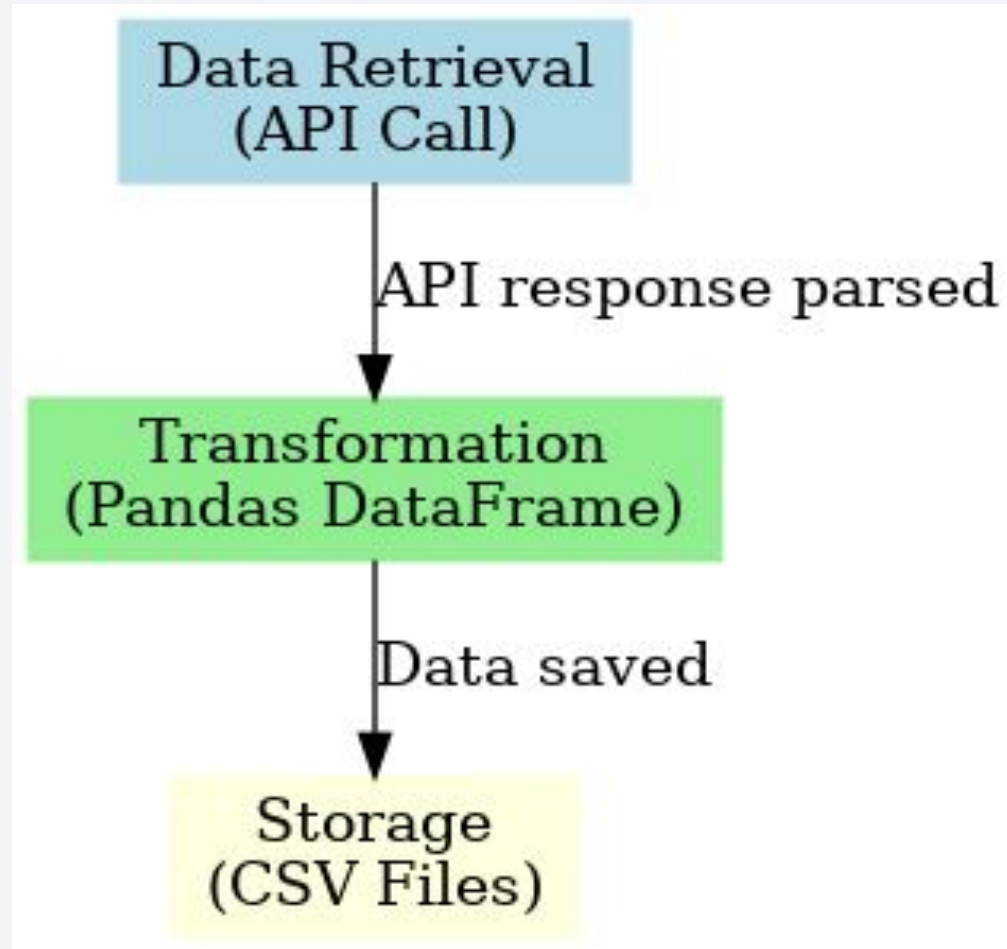 Data Retrieval
(API Call)
API response parsed
Transformation
(Pandas DataFrame)
Data saved
Storage
(CSV Files)